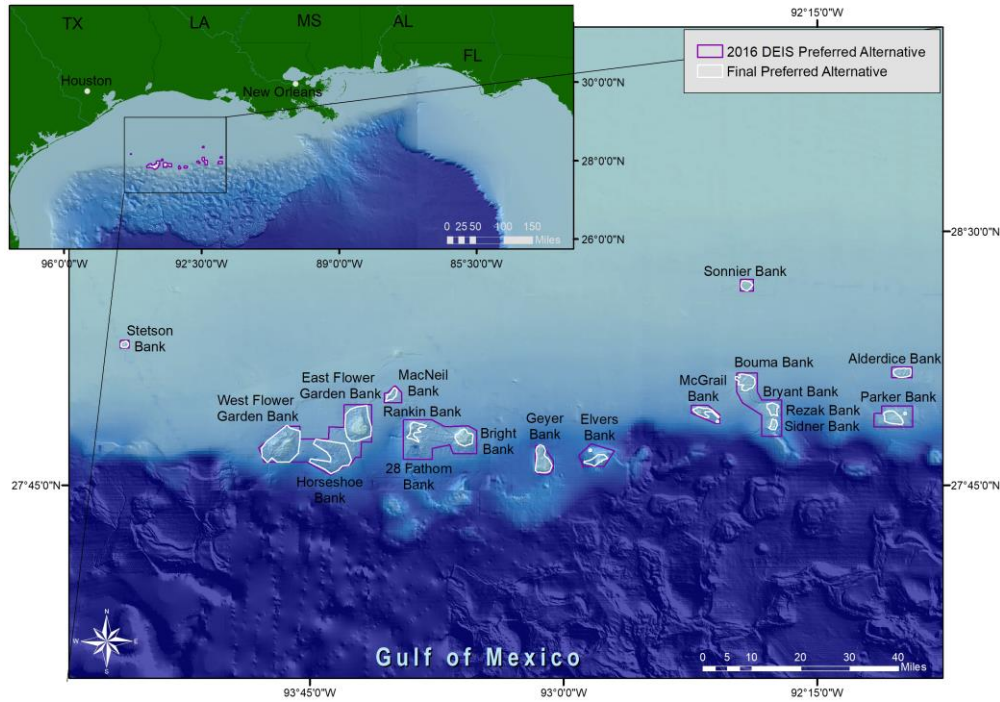 TX
LA
MS
AL
FL
Houston
New Orleans
0 25 50 100 150
Miles
96°0'0"W
92°30'0"W
89°0'0"W
85°30'0"W
30°0'0"N
28°0'0"N
26°0'0"N
92°15'0"W
2016 DEIS Preferred Alternative
Final Preferred Alternative
28°30'0"N
Sonnier Bank
Stetson
Bank
Bouma Bank
Alderdice Bank
East Flower
Garden Bank
MacNeil
Bank
McGrail
Bank
Bryant Bank
Parker Bank
West Flower
Garden Bank
Rankin Bank
Rezak Bank
Sidner Bank
Geyer
Bank
Elvers
Bank
Bright
Bank
28 Fathom
Bank
Horseshoe
Bank
27°45'0"N
27°45'0"N
N
W
E
S
Gulf of Mexico
0 5 10 20 30 40
Miles
93°45'0"W
93°0'0"W
92°15'0"W